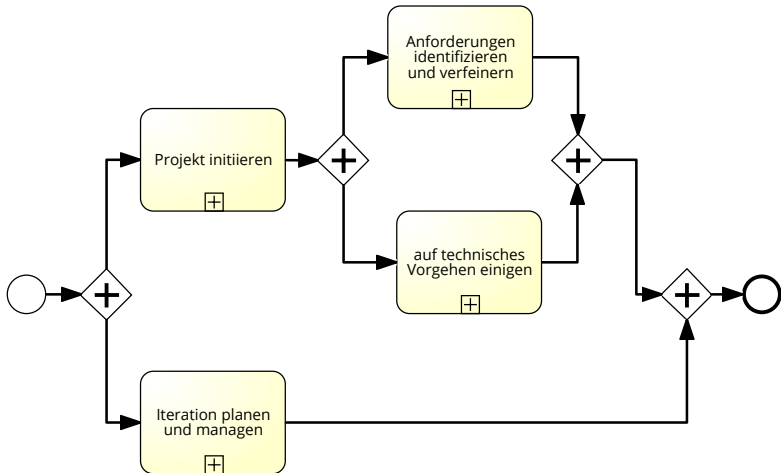 Anforderungen
identifizieren
und verfeinern
Projekt initiieren
auf technisches
Vorgehen einigen
Iteration planen
und managen